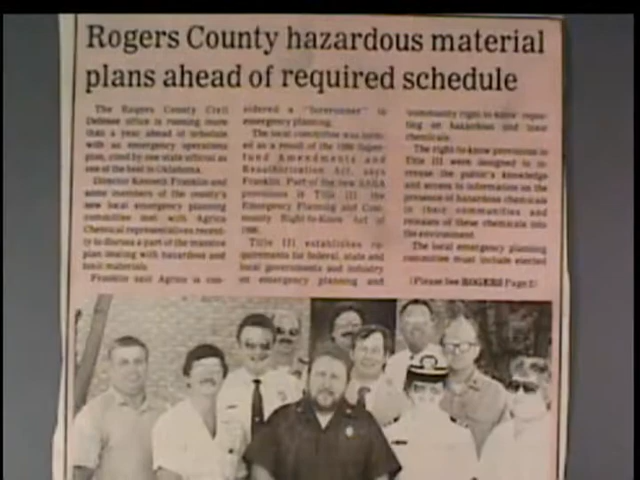 Rogers County hazardous material
plans ahead of required schedule
The Rogers County Civil
Defense office is running more
than a year ahead of schedule
with an emergency operations
plan, cited by one state official as
one of the best in Oklahoma.
Director Kenneth Franklin and
some members of the county's
new local emergency planning
committee met with Agrico
Chemical representatives recent-
ly to discuss a part of the massive
plan dealing with hazardous and
toxic materials.
Franklin said Agrico is con-
sidered a "forerunner" in
emergency planning.
The local committee was form-
ed as a result of the 1986 Super-
fund Amendments and
Reauthorization Act, says
Franklin. Part of the new SARA
provisions is Title III, the
Emergency Planning and Com-
munity Right-to-Know Act of
1986.
Title III establishes re-
quirements for federal, state and
local governments and industry
on emergency planning and
"community right-to-know" repor-
ting on hazardous and toxic
chemicals.
The right-to-know provisions in
Title III were designed to in-
crease the public's knowledge
and access to information on the
presence of hazardous chemicals
in their communities and
releases of these chemicals into
the environment.
The local emergency planning
committee must include elected
(Please See ROGERS Page 2)